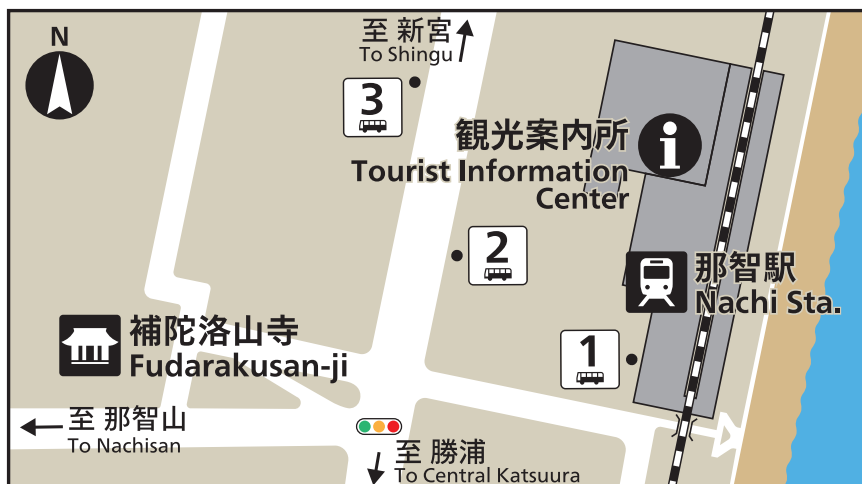 N
至 新宮
To Shingu
3
観光案内所
Tourist Information
Center
2
那智駅
Nachi Sta.
補陀洛山寺
Fudarakusan-ji
1
至 那智山
To Nachisan
至 勝浦
To Central Katsuura